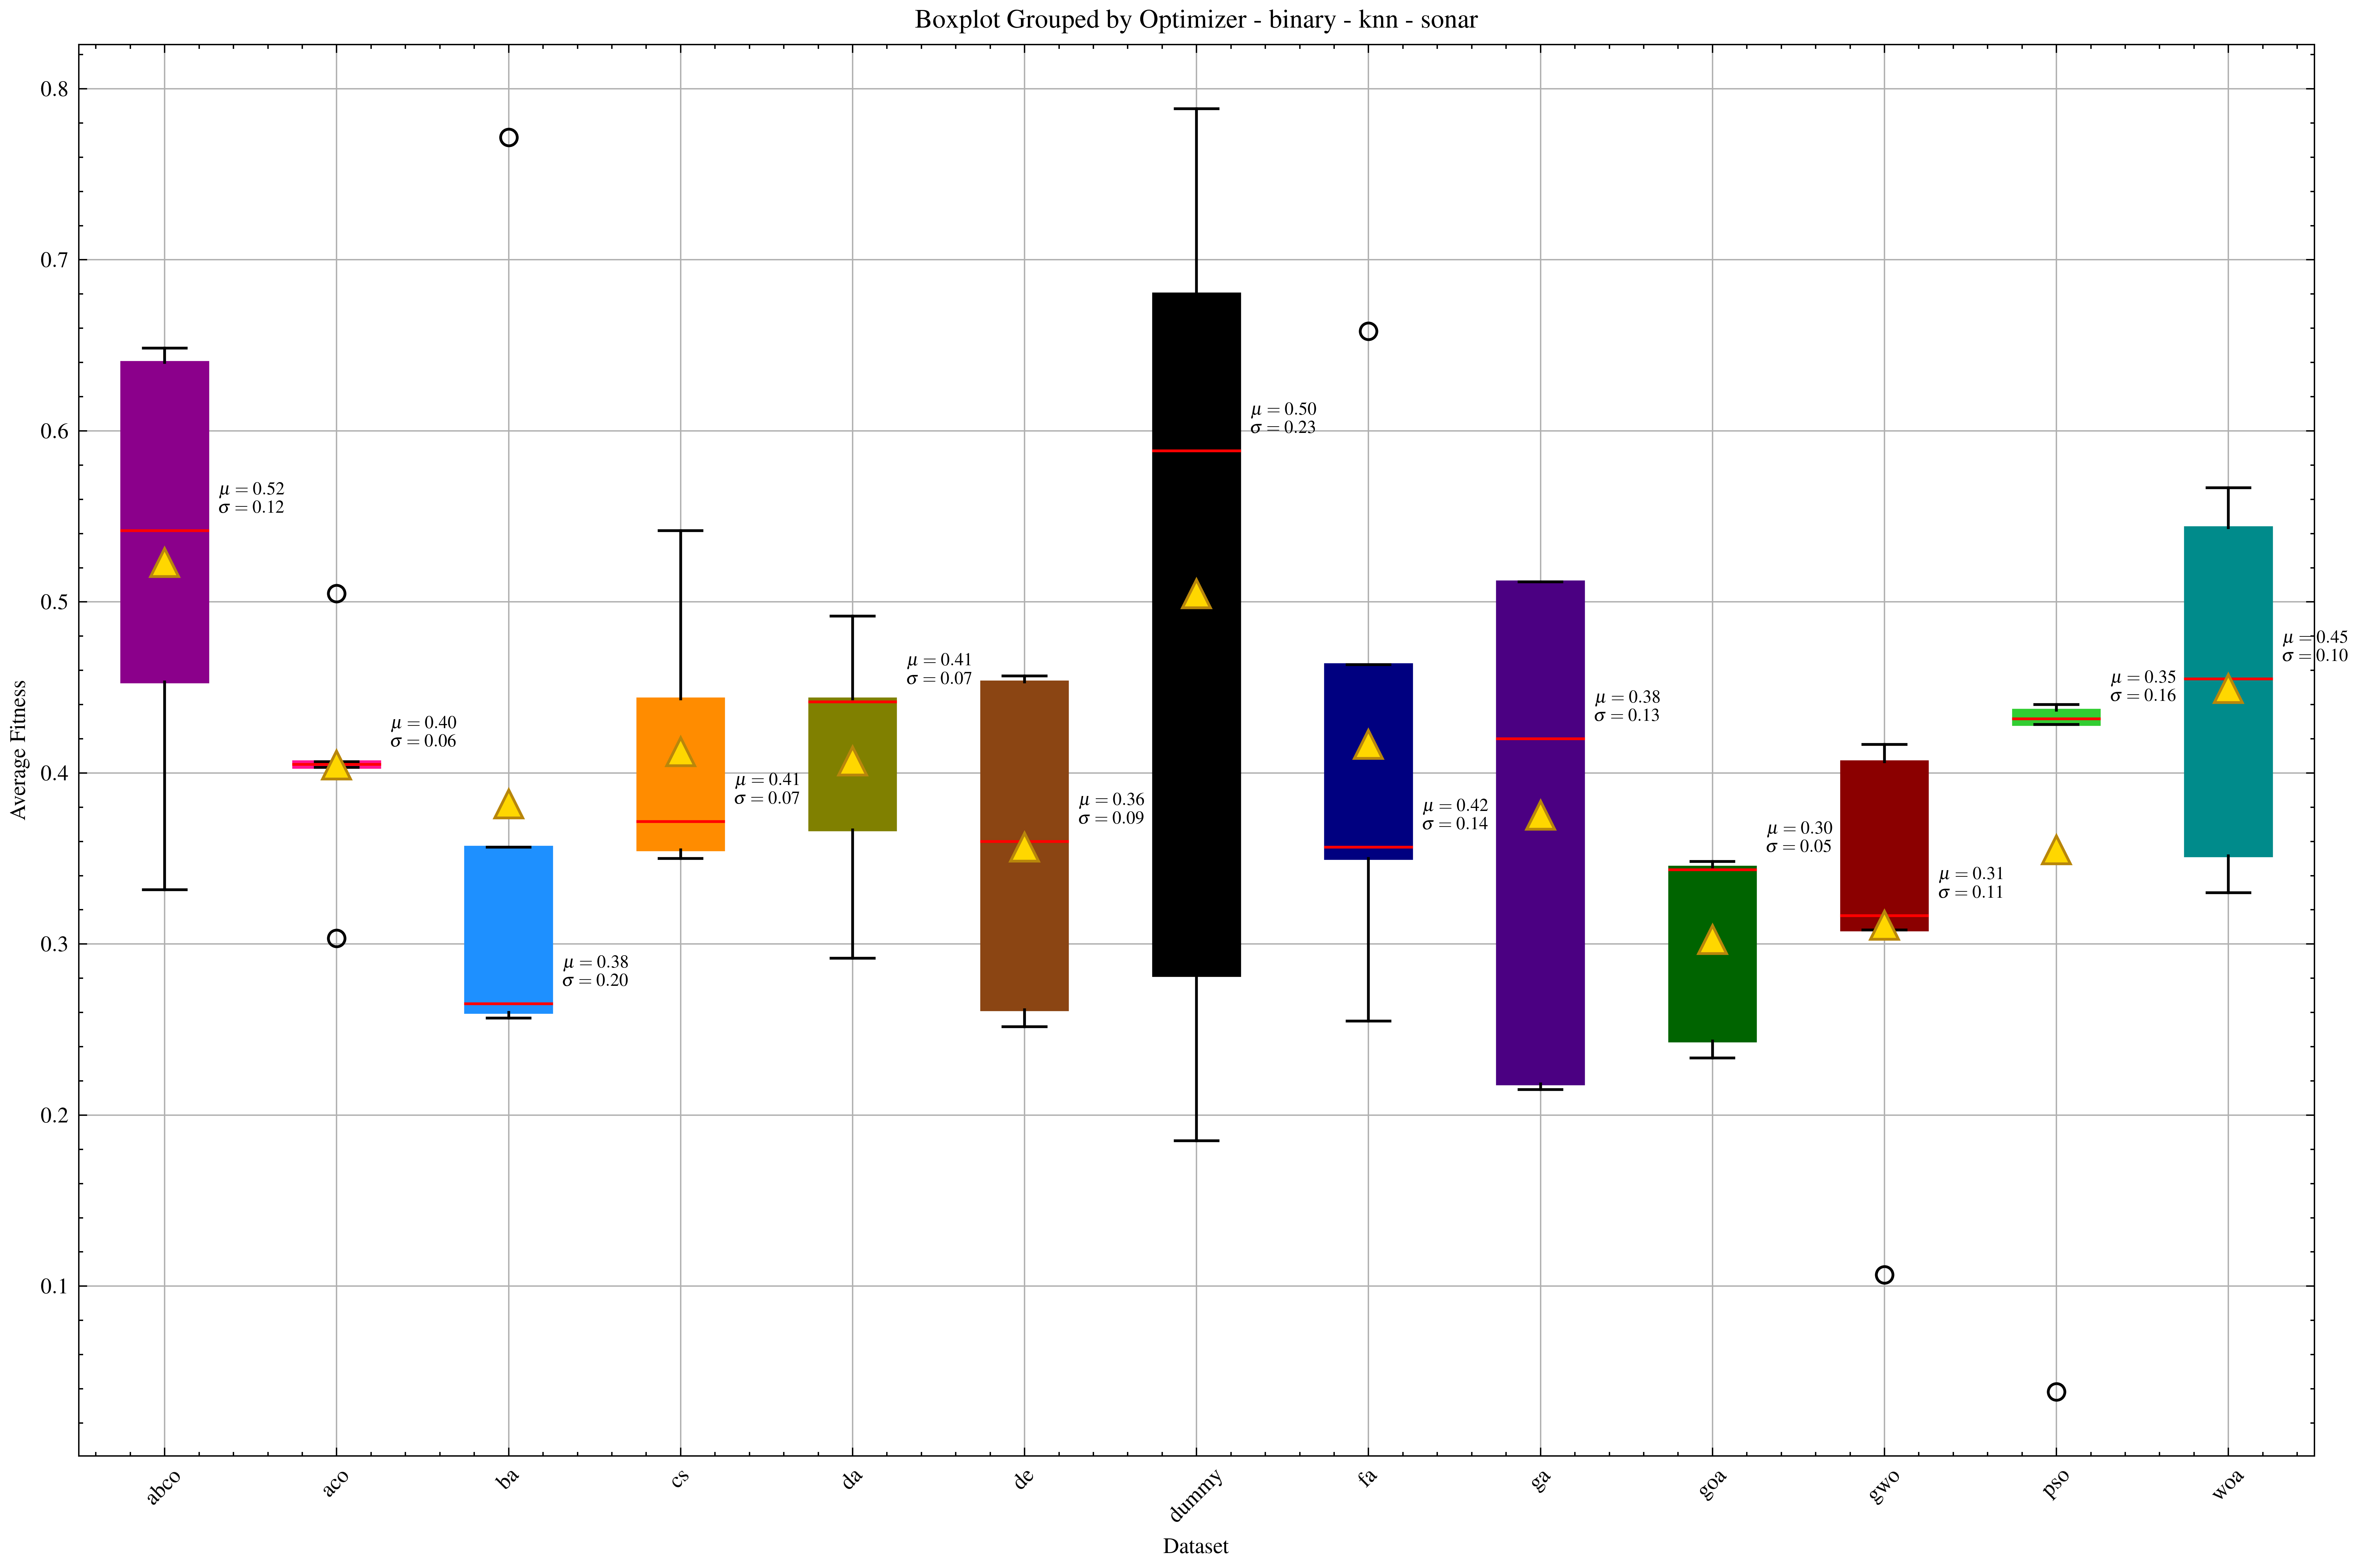 Boxplot Grouped by Optimizer - binary - knn - sonar
Average Fitness
0.8
0.7
0.6
0.5
0.4
0.3
0.2
0.1
μ = 0.52
σ = 0.12
μ = 0.40
σ = 0.06
μ = 0.38
σ = 0.20
μ = 0.41
σ = 0.07
μ = 0.41
σ = 0.07
μ = 0.36
σ = 0.09
μ = 0.50
σ = 0.23
μ = 0.42
σ = 0.14
μ = 0.38
σ = 0.13
μ = 0.30
σ = 0.05
μ = 0.31
σ = 0.11
μ = 0.35
σ = 0.16
μ = 0.45
σ = 0.10
abco
aco
ba
cs
da
de
dummy
fa
ga
goa
gwo
pso
woa
Dataset